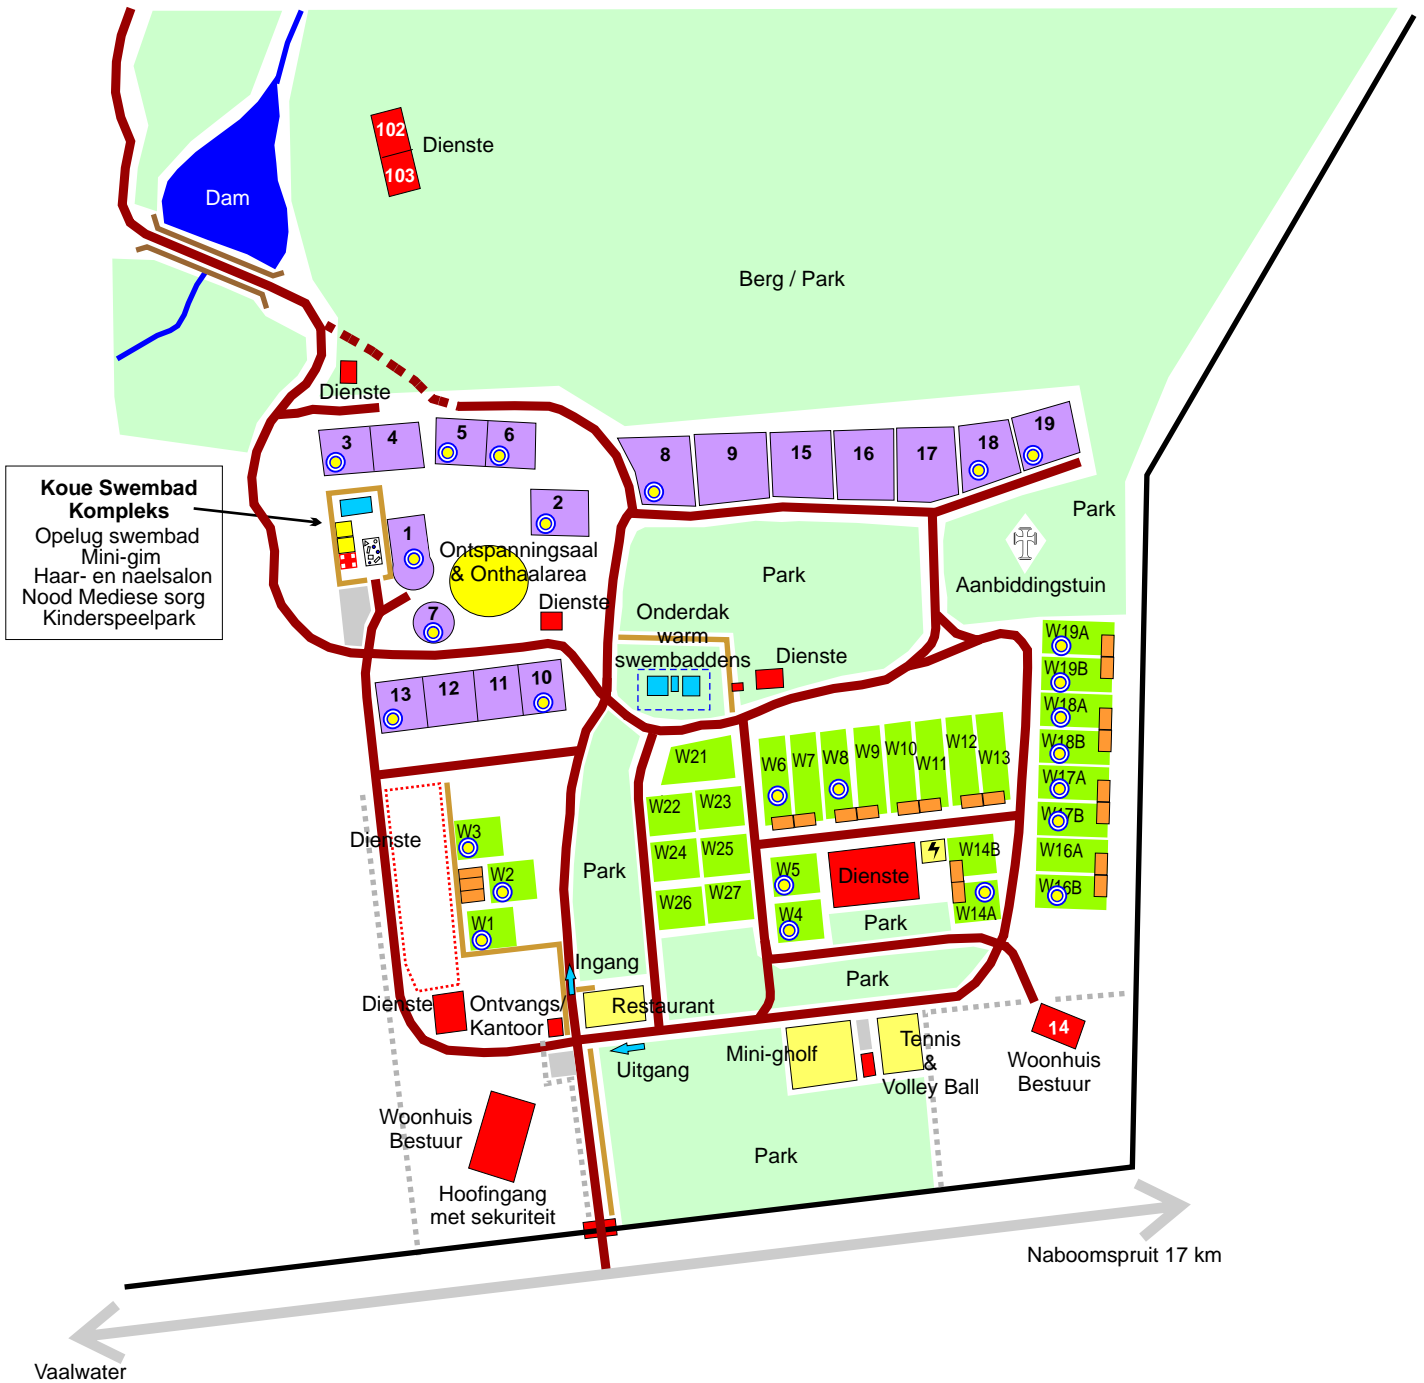 102
103
Dienste
Dam
Berg / Park
Dienste
3
4
5
6
8
9
15
16
17
18
19
Koue Swembad
Kompleks
Opelug swembad
Mini-gim
Haar- en naelsalon
Nood Mediese sorg
Kinderspeelpark
1
2
7
Ontspanningsaal
& Onthaalarea
Dienste
Park
Park
Aanbiddingstuin
Onderdak
warm
swembaddens
Dienste
13
12
11
10
W19A
W19B
W18A
W18B
W17A
W17B
W16A
W16B
W21
W22
W23
W24
W25
W26
W27
W6
W7
W8
W9
W10
W11
W12
W13
Dienste
W3
W2
W1
Park
W5
W4
Dienste
W14B
W14A
Park
Park
Ingang
Dienste
Ontvangs/
Kantoor
Restaurant
Uitgang
Mini-gholf
Tennis
&
Volley Ball
14
Woonhuis
Bestuur
Woonhuis
Bestuur
Park
Hoofingang
met sekuriteit
Naboomspruit 17 km
Vaalwater